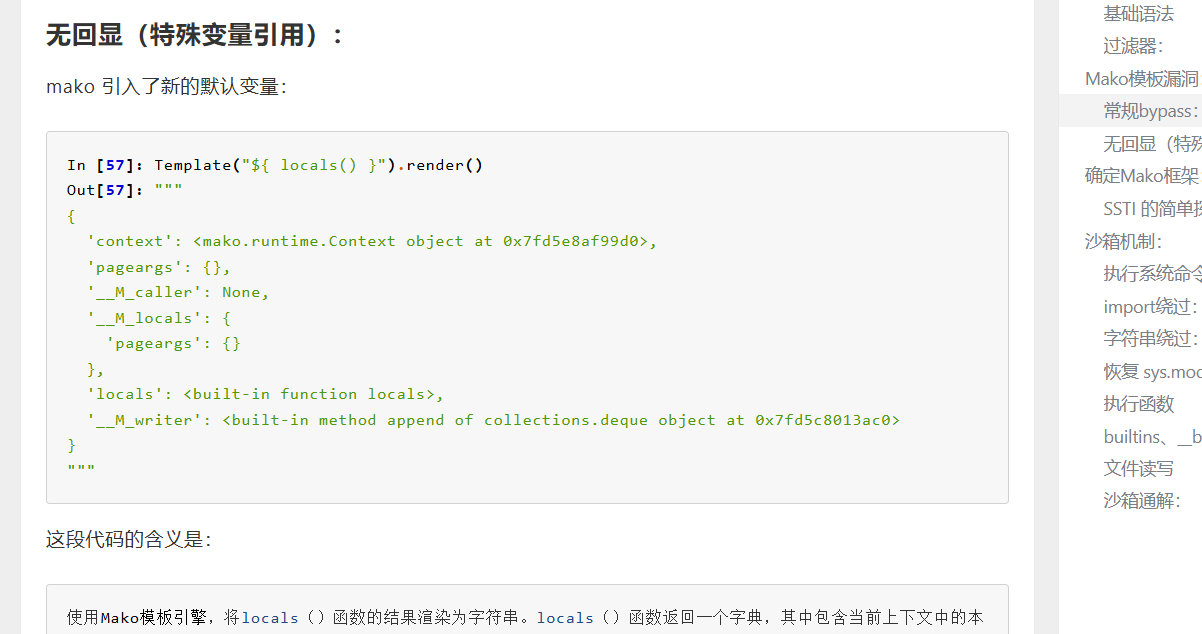 无回显（特殊变量引用）：
mako 引入了新的默认变量：
In [57]: Template("${ locals() }").render()
Out[57]: """
{
  'context': <mako.runtime.Context object at 0x7fd5e8af99d0>,
  'pageargs': {},
  '__M_caller': None,
  '__M_locals': {
    'pageargs': {}
  },
  'locals': <built-in function locals>,
  '__M_writer': <built-in method append of collections.deque object at 0x7fd5c8013ac0>
}
"""
这段代码的含义是：
使用Mako模板引擎，将locals（）函数的结果渲染为字符串。locals（）函数返回一个字典，其中包含当前上下文中的本
基础语法
过滤器：
Mako模板漏洞
常规bypass：
无回显（特殊
确定Mako框架
SSTI 的简单探
沙箱机制：
执行系统命令
import绕过：
字符串绕过：
恢复 sys.moc
执行函数
builtins、__b
文件读写
沙箱通解：